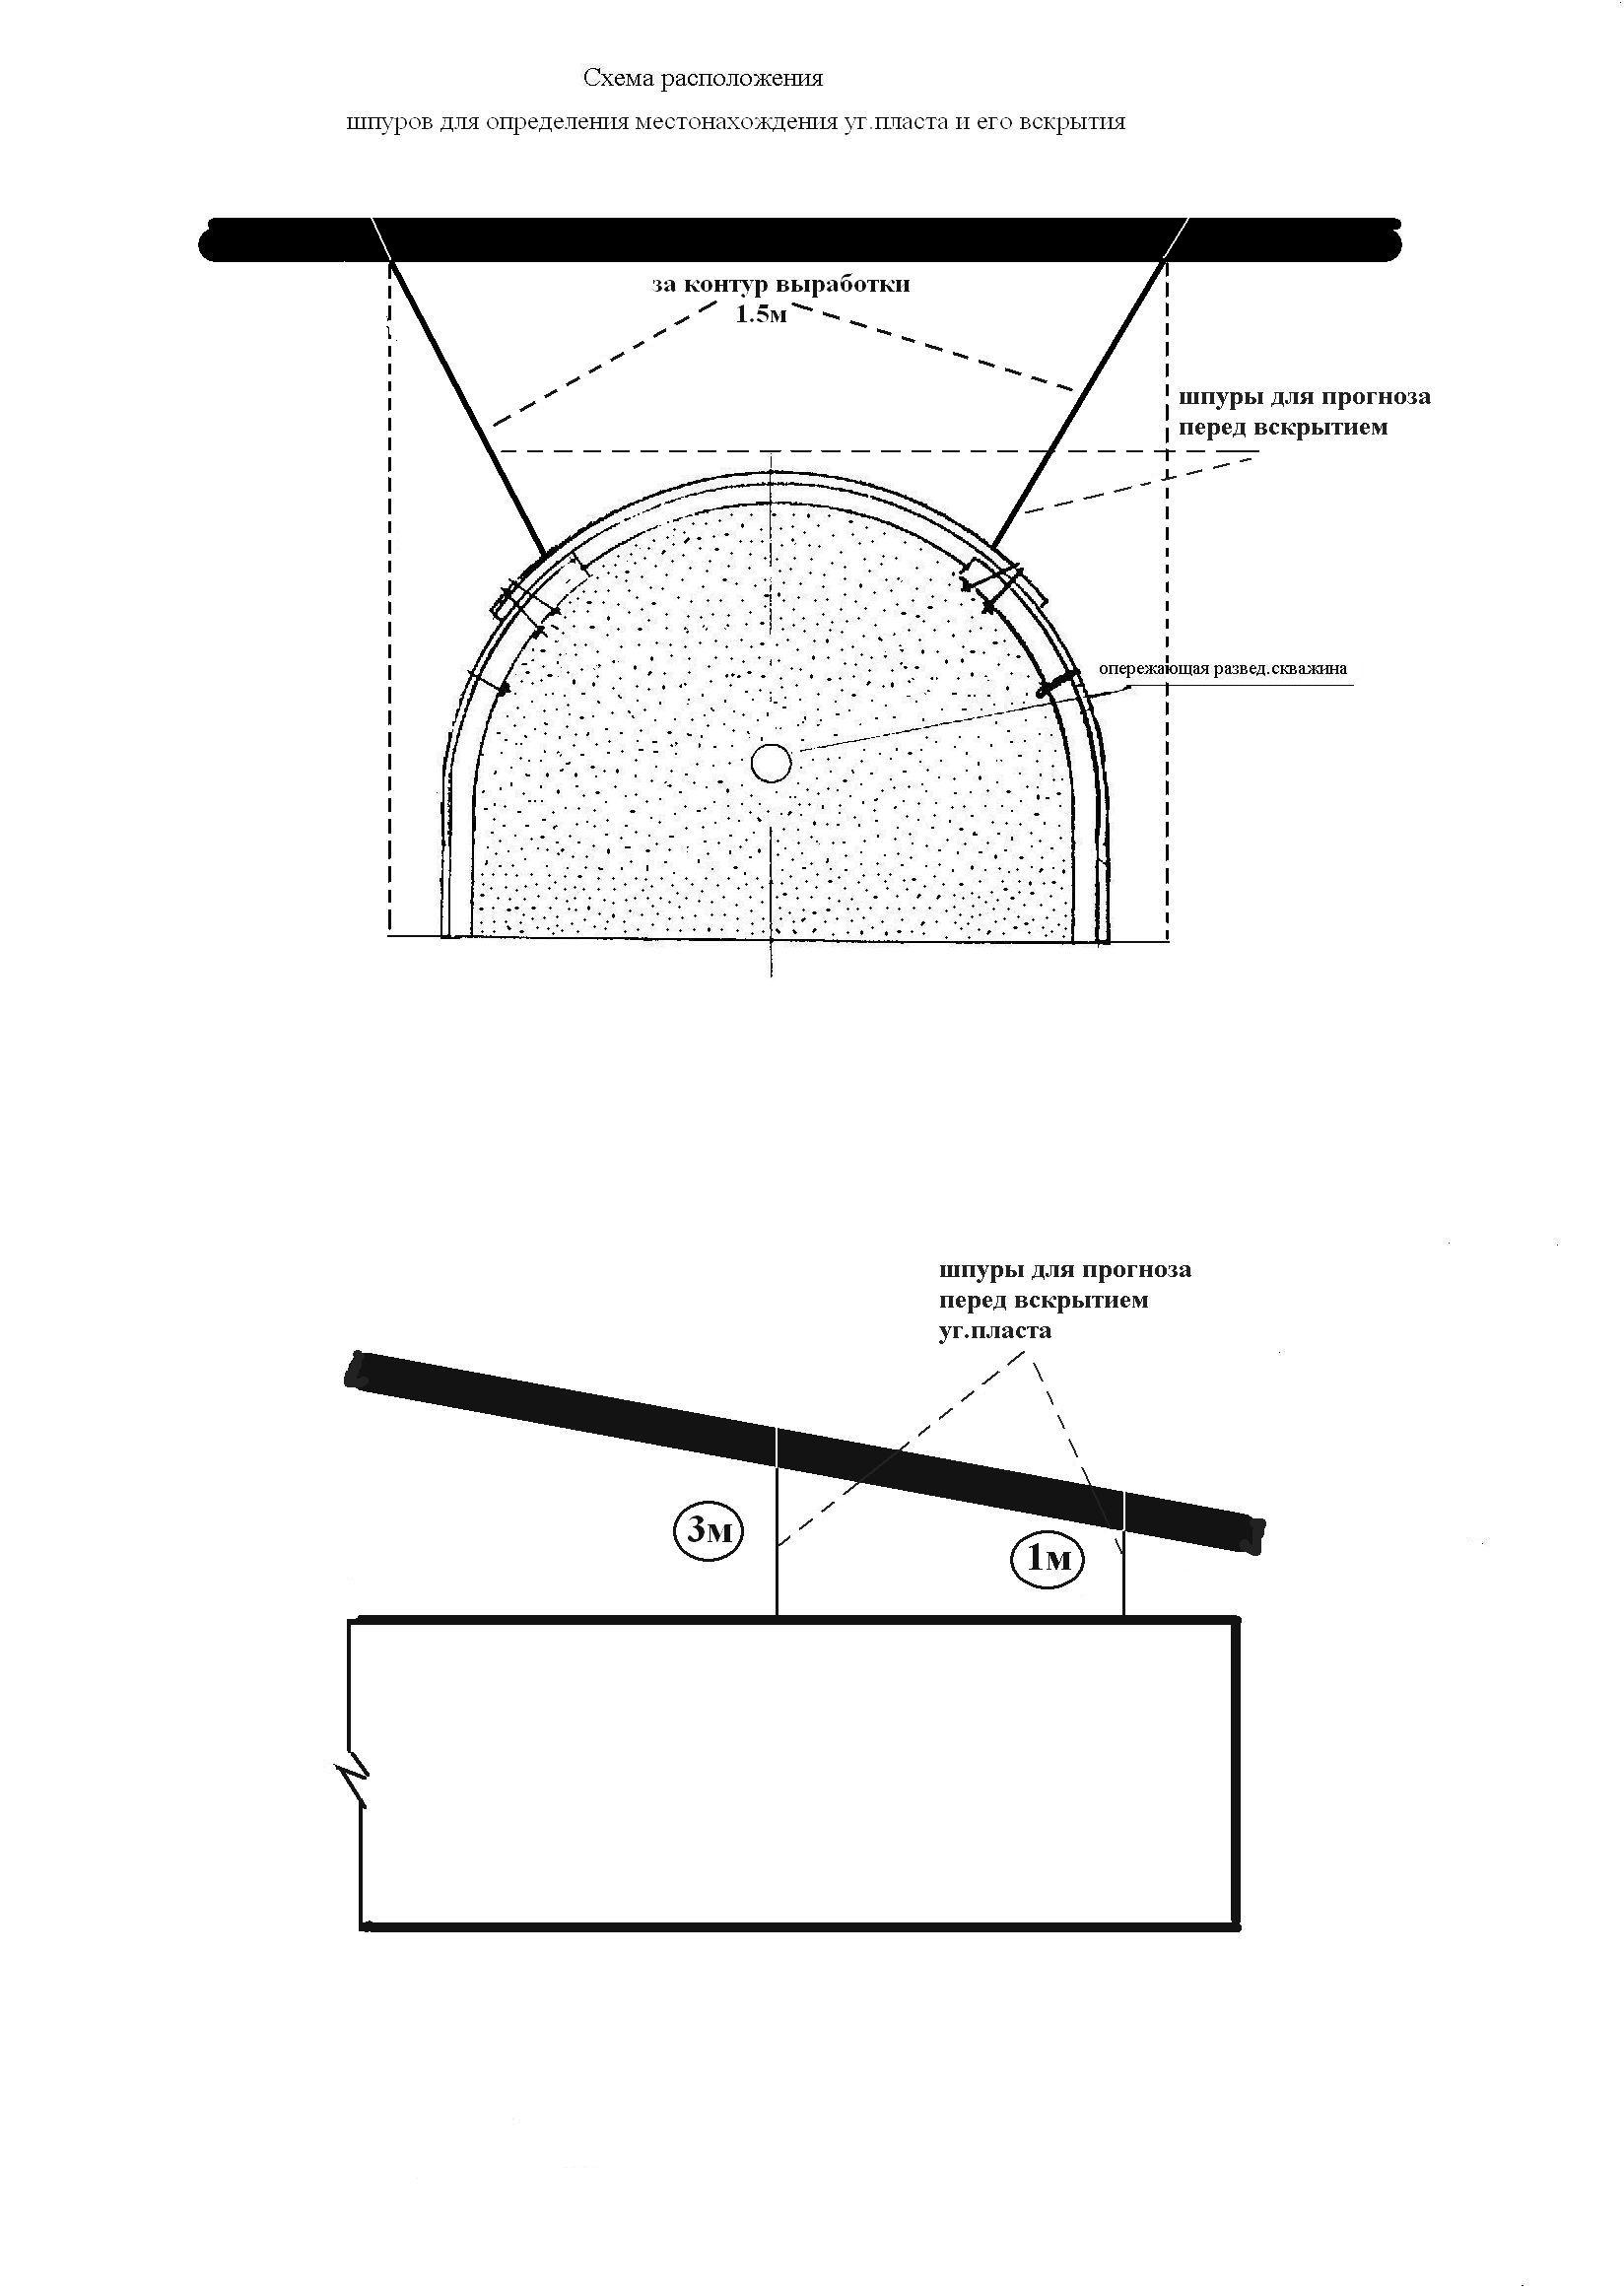 Схема расположения
шпуров для определения местонахождения уг.пласта и его вскрытия
за контур выработки
1.5м
шпуры для прогноза
перед вскрытием
опережающая развед.скважина
шпуры для прогноза
перед вскрытием
уг.пласта
3м
1м